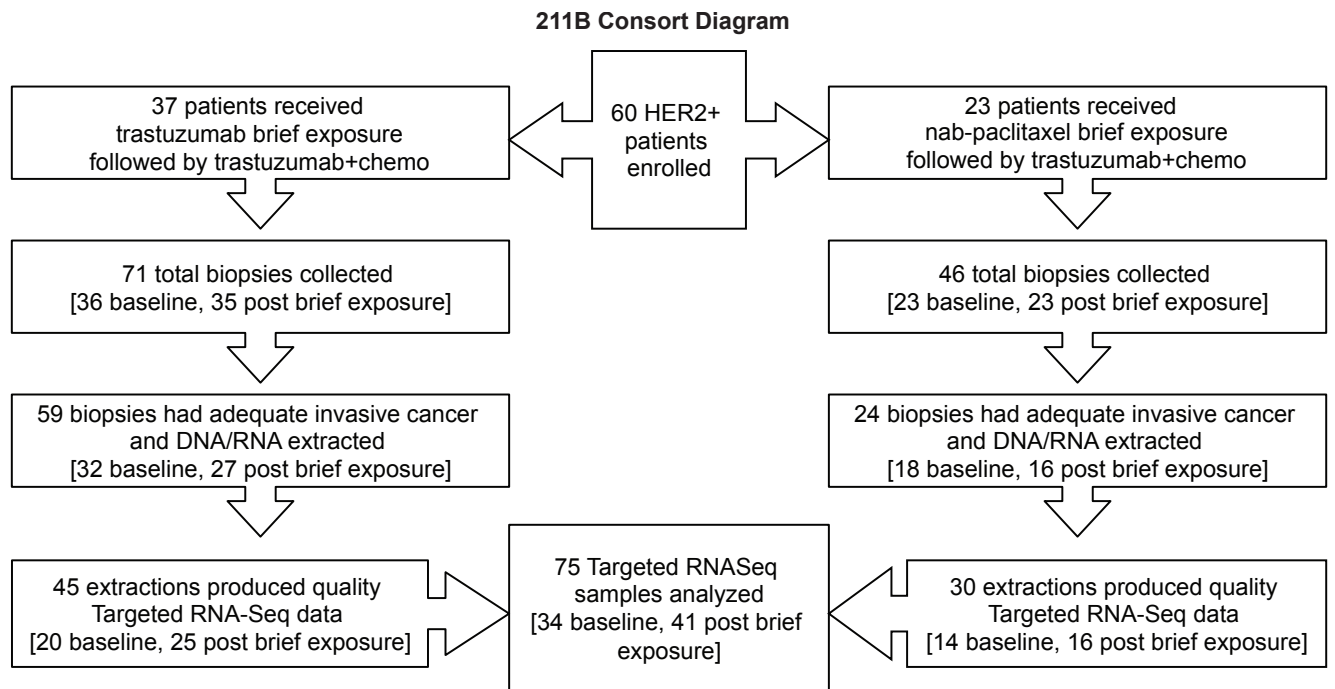 211B Consort Diagram
37 patients received
trastuzumab brief exposure
followed by trastuzumab+chemo
60 HER2+
patients
enrolled
23 patients received
nab-paclitaxel brief exposure
followed by trastuzumab+chemo
71 total biopsies collected
[36 baseline, 35 post brief exposure]
46 total biopsies collected
[23 baseline, 23 post brief exposure]
59 biopsies had adequate invasive cancer
and DNA/RNA extracted
[32 baseline, 27 post brief exposure]
24 biopsies had adequate invasive cancer
and DNA/RNA extracted
[18 baseline, 16 post brief exposure]
45 extractions produced quality
Targeted RNA-Seq data
[20 baseline, 25 post brief exposure]
75 Targeted RNASeq
samples analyzed
[34 baseline, 41 post brief
exposure]
30 extractions produced quality
Targeted RNA-Seq data
[14 baseline, 16 post brief exposure]